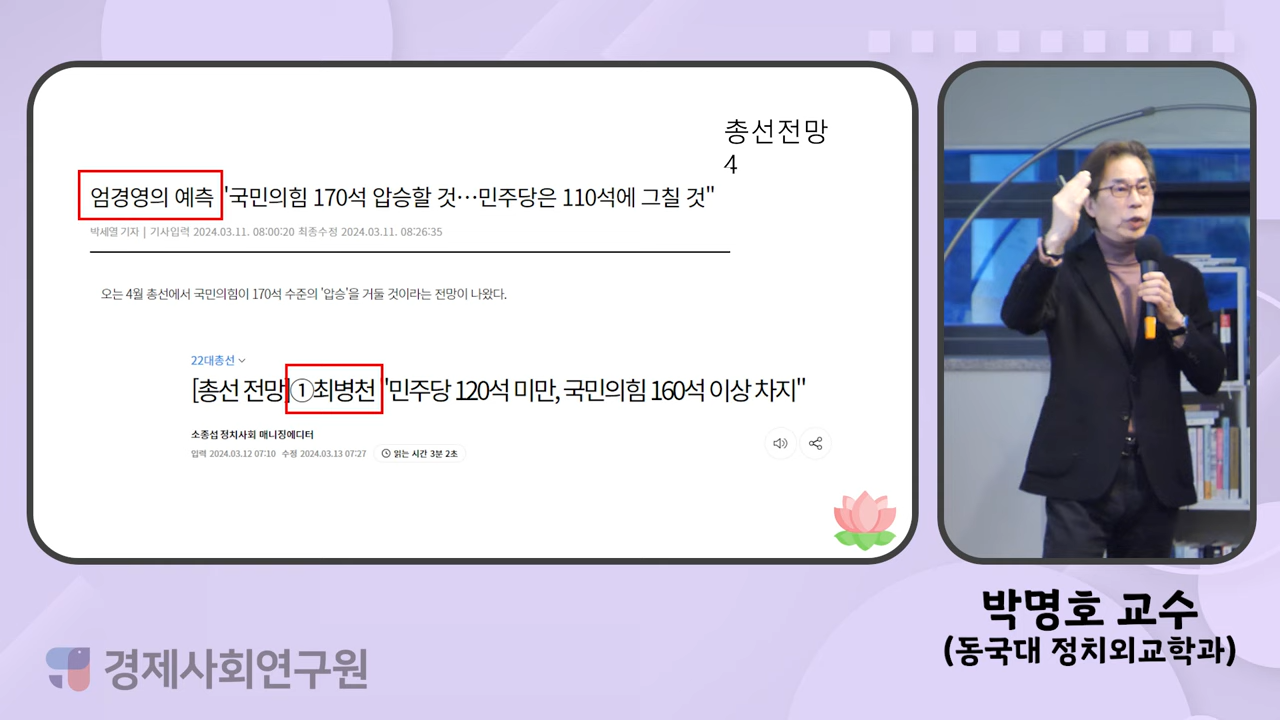 총선전망
4
엄경영의 예측 '국민의힘 170석 압승할 것…민주당은 110석에 그칠 것"
박세열 기자 | 기사입력 2024.03.11. 08:00:20 최종수정 2024.03.11. 08:26:35
오는 4월 총선에서 국민의힘이 170석 수준의 '압승'을 거둘 것이라는 전망이 나왔다.
22대총선
[총선 전망]①최병천 "민주당 120석 미만, 국민의힘 160석 이상 차지"
소종섭 정치사회 매니징에디터
입력 2024.03.12 07:10 수정 2024.03.13 07:27 읽는 시간 3분 2초
박명호 교수
(동국대 정치외교학과)
경제사회연구원